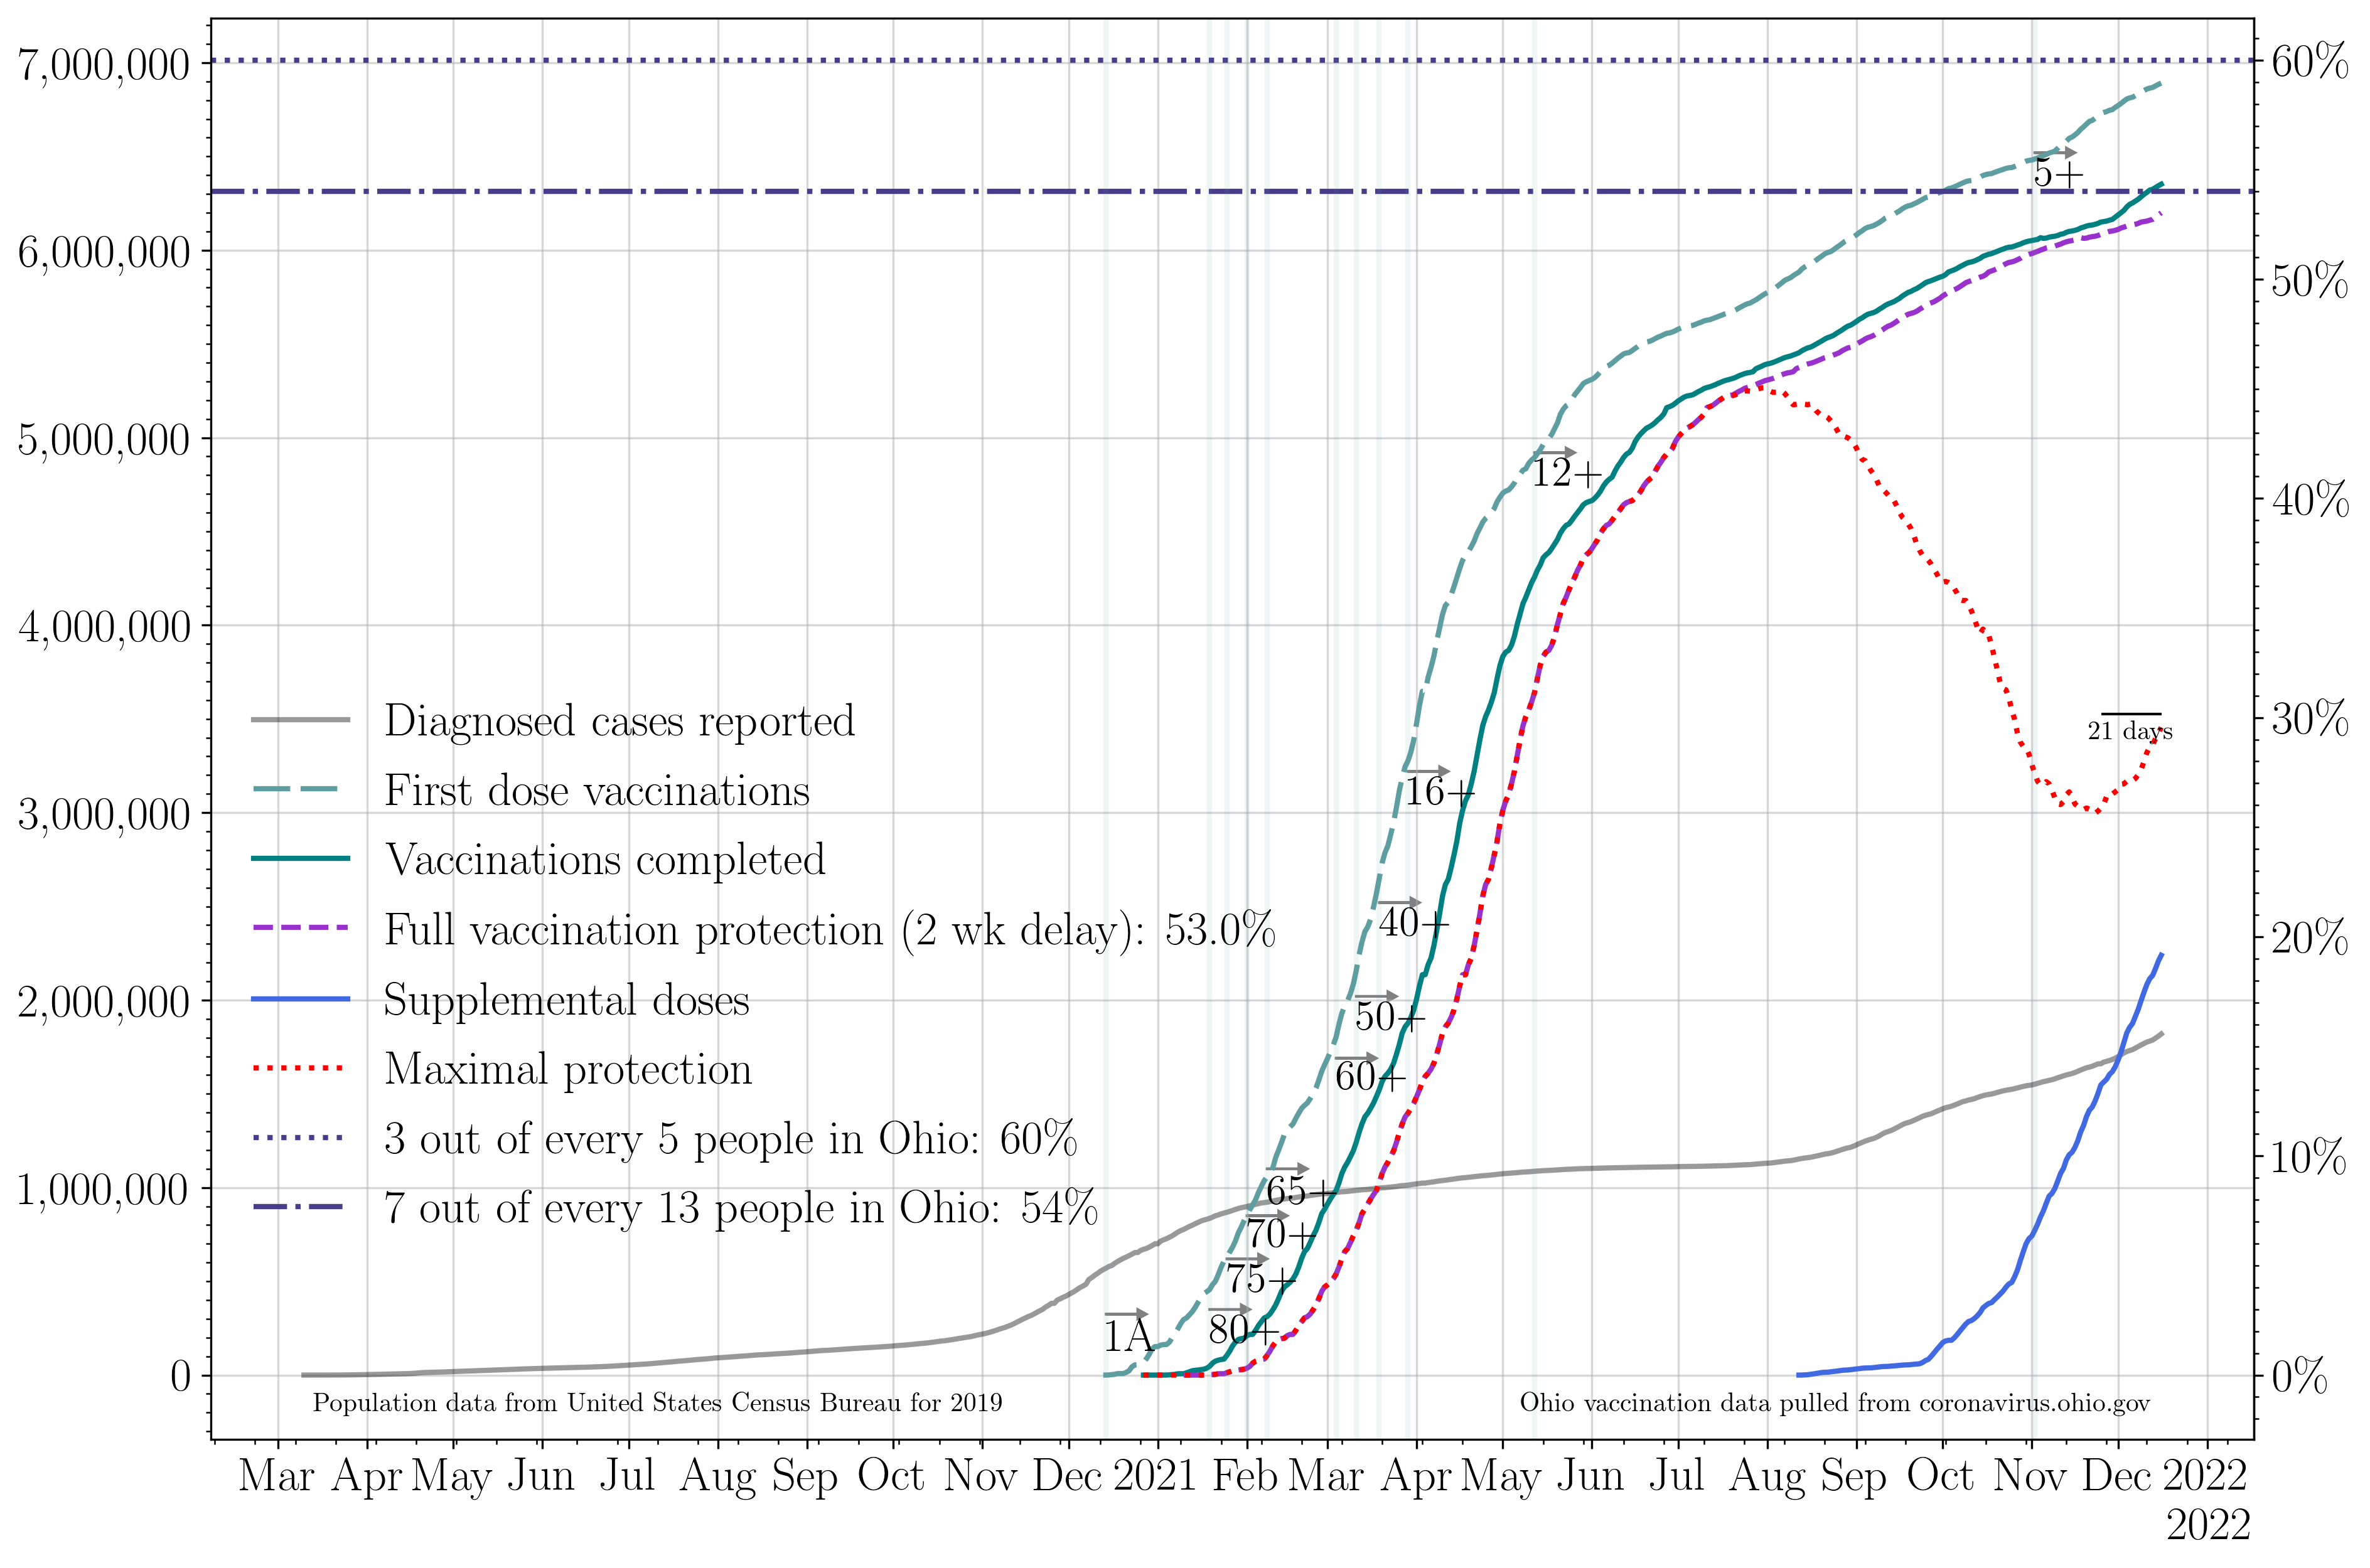 7,000,000
6,000,000
5,000,000
4,000,000
3,000,000
2,000,000
1,000,000
0
60%
50%
40%
30%
20%
10%
0%
5+
12+
16+
40+
50+
60+
65+
70+
75+
80+
1A
21 days
Diagnosed cases reported
First dose vaccinations
Vaccinations completed
Full vaccination protection (2 wk delay): 53.0%
Supplemental doses
Maximal protection
3 out of every 5 people in Ohio: 60%
7 out of every 13 people in Ohio: 54%
Population data from United States Census Bureau for 2019
Ohio vaccination data pulled from coronavirus.ohio.gov
Mar Apr May Jun Jul Aug Sep Oct Nov Dec 2021 Feb Mar Apr May Jun Jul Aug Sep Oct Nov Dec 2022
2022